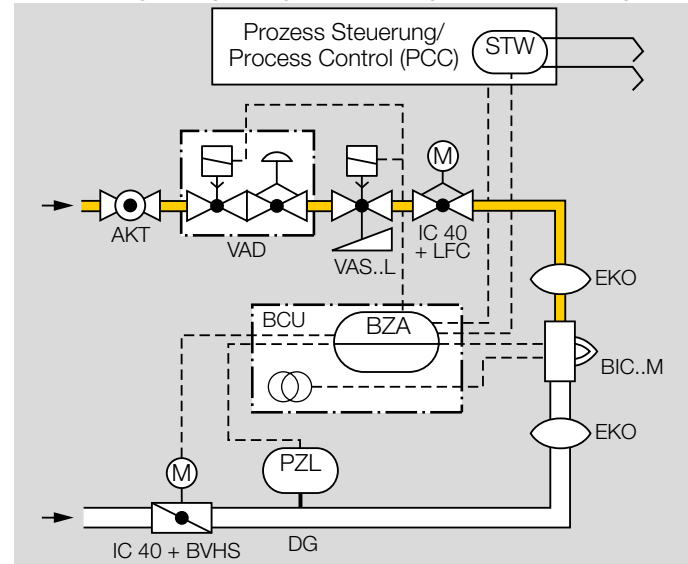 Prozess Steuerung/
Process Control (PCC)
STW
M
AKT
VAD
VAS..L
IC 40
+ LFC
EKO
BCU
BZA
BIC..M
EKO
PZL
M
DG
IC 40 + BVHS